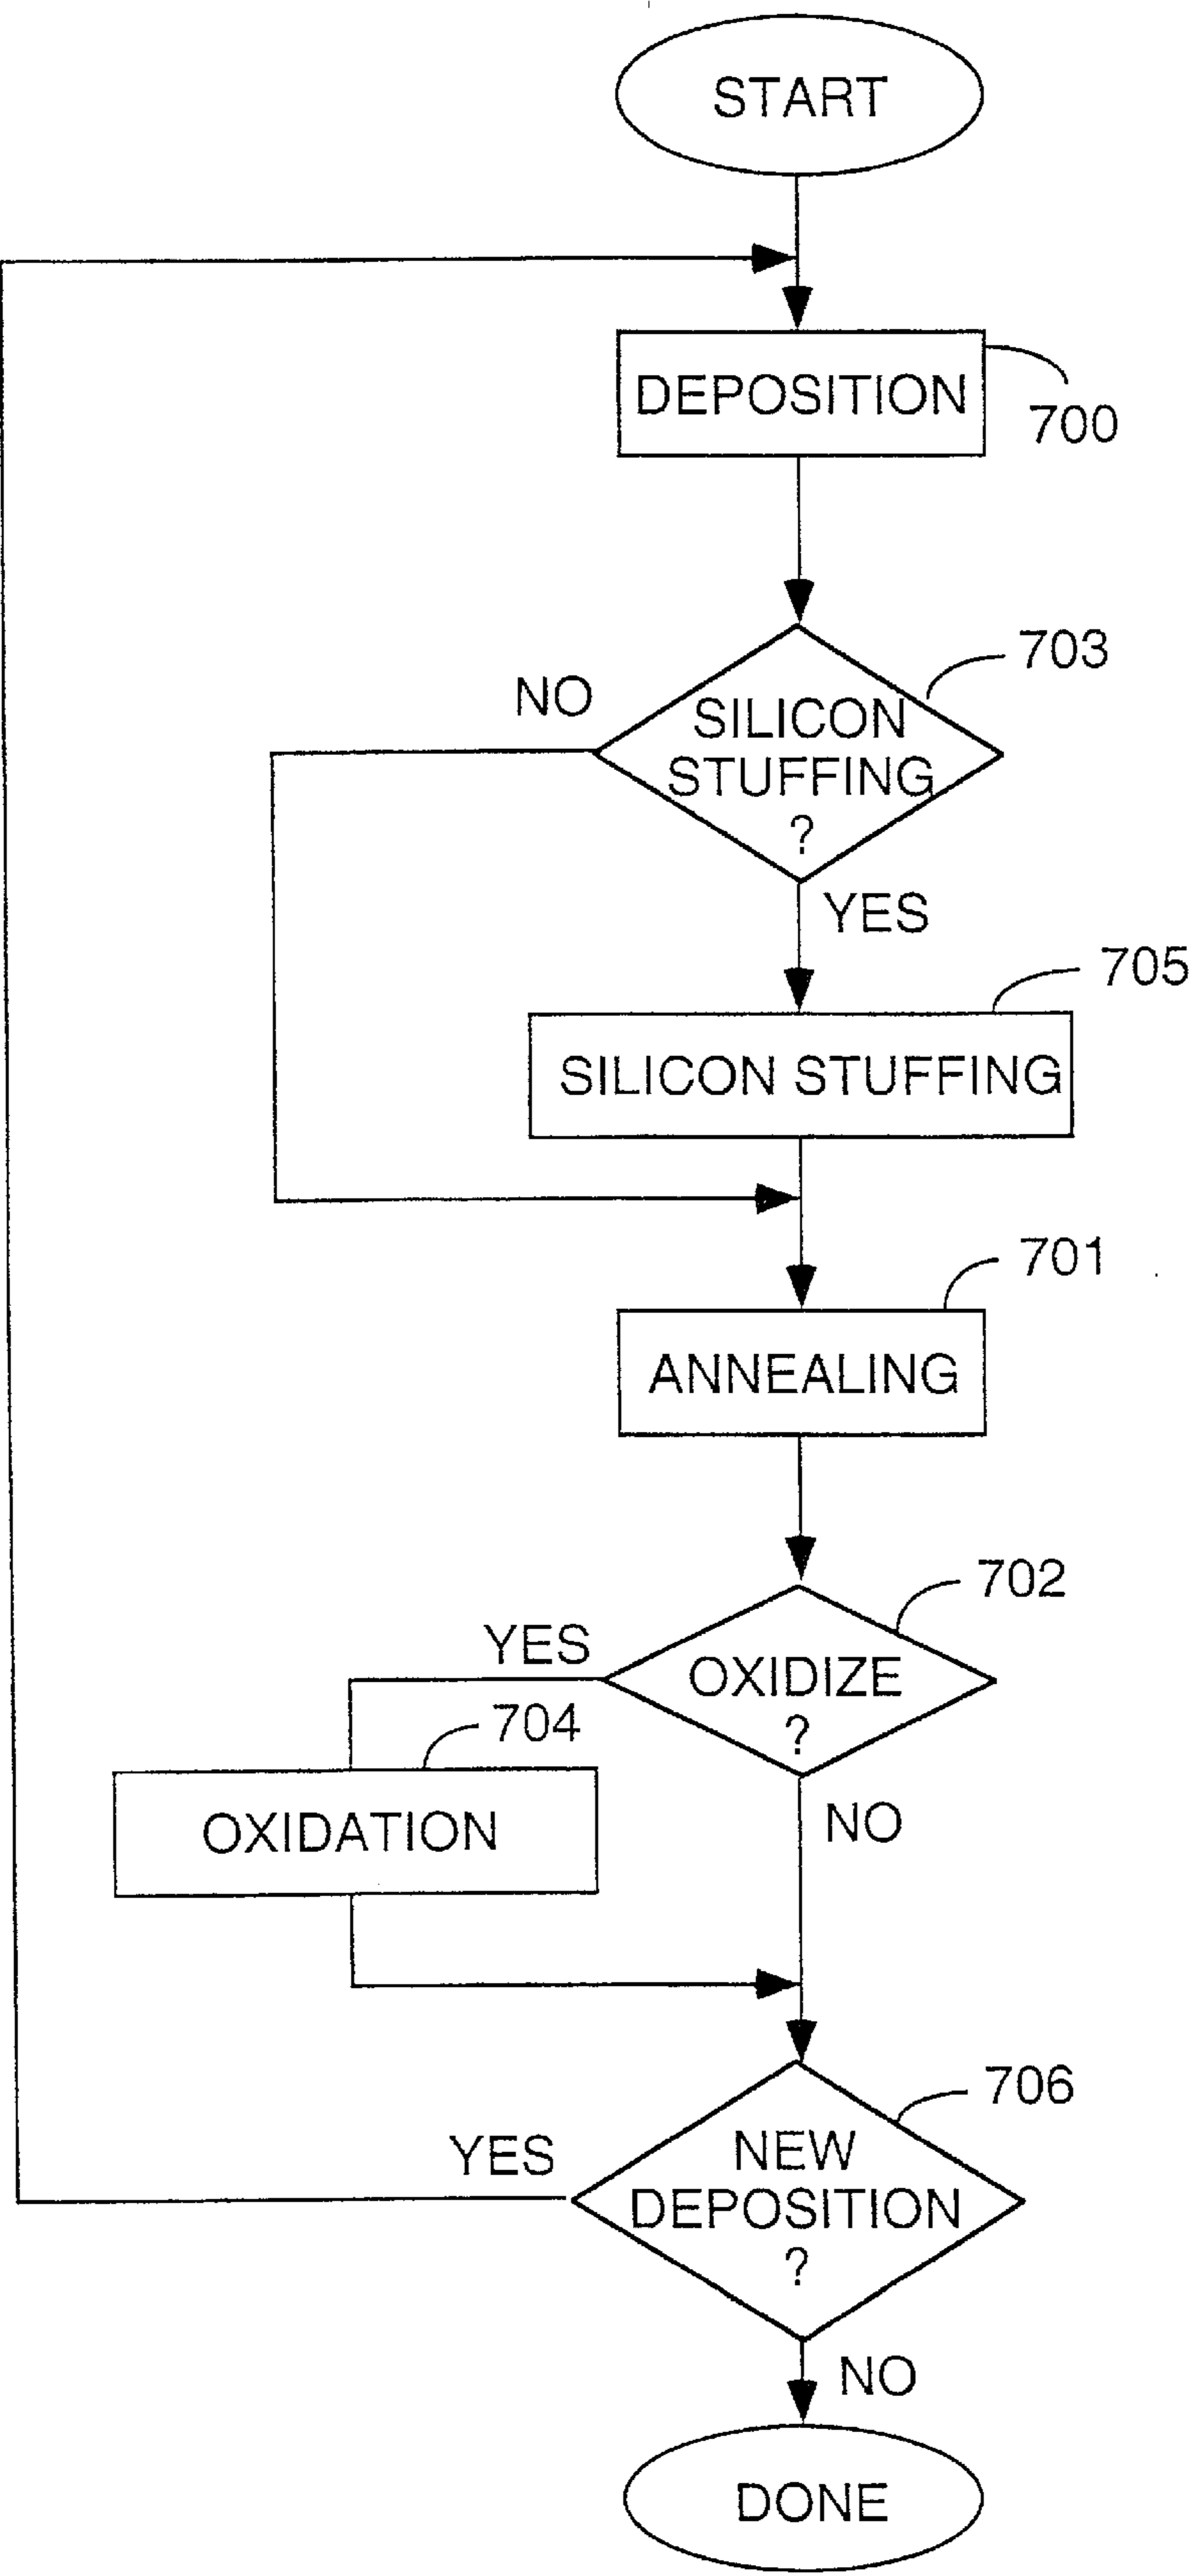 START
DEPOSITION
700
703
NO
SILICON
STUFFING
?
YES
705
SILICON STUFFING
701
ANNEALING
702
YES
OXIDIZE
?
704
OXIDATION
NO
706
YES
NEW
DEPOSITION
?
NO
DONE